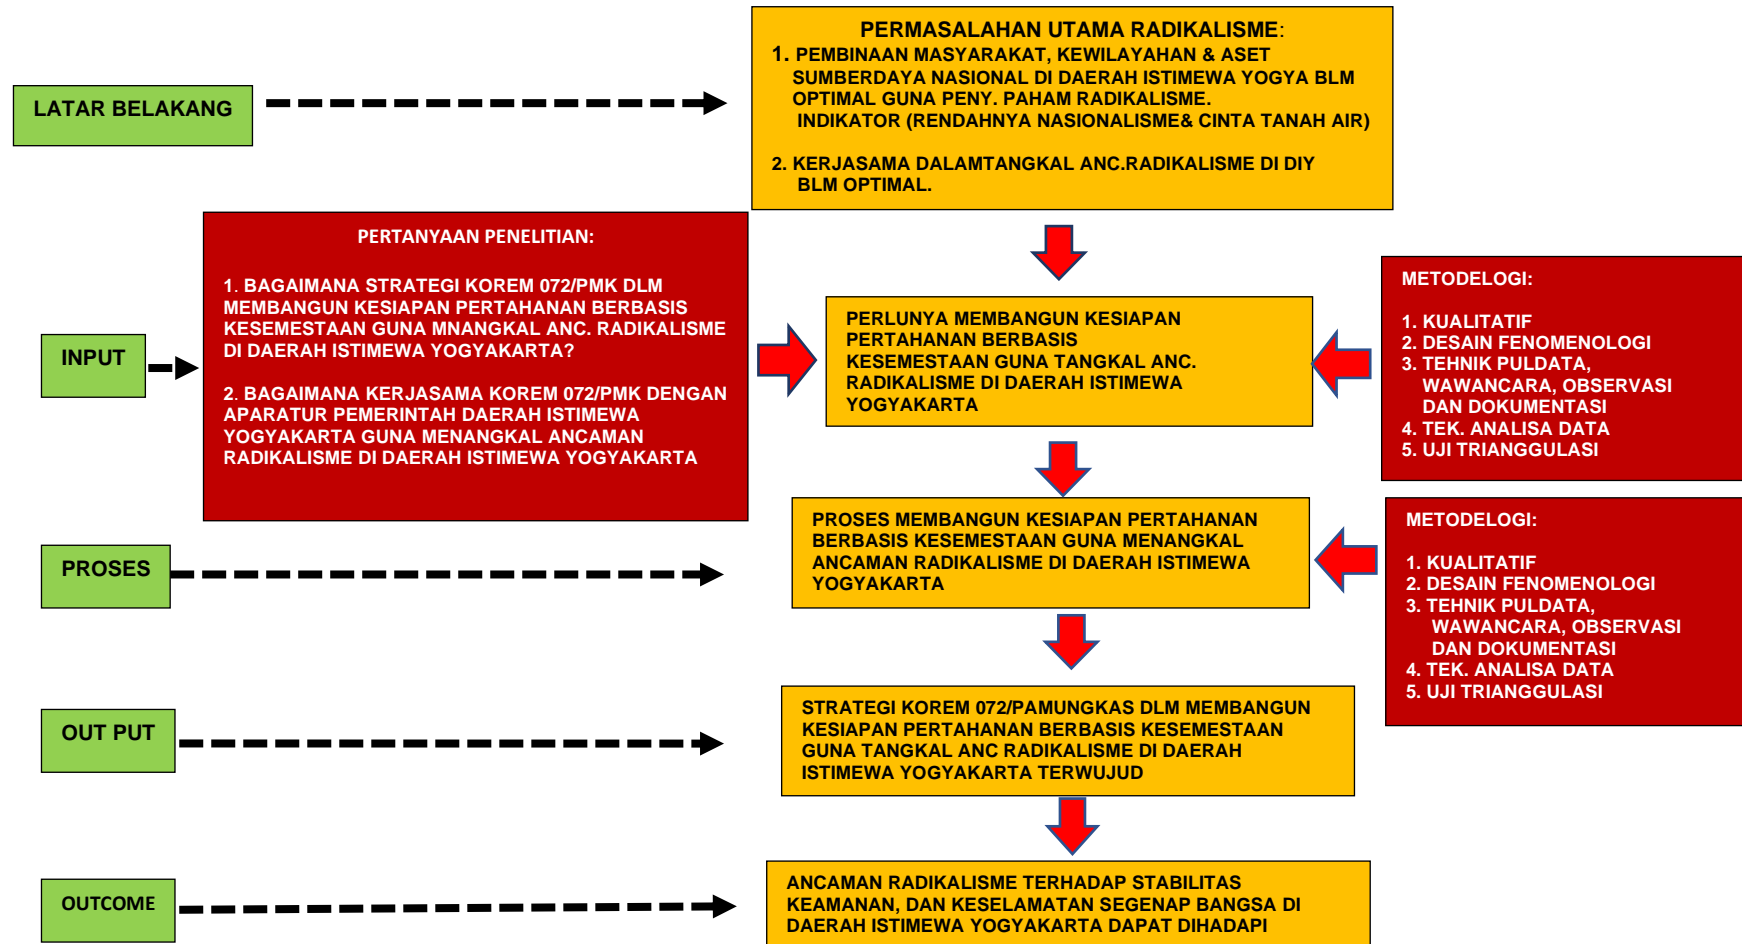 PERMASALAHAN UTAMA RADIKALISME:
1. PEMBINAAN MASYARAKAT, KEWILAYAHAN & ASET
SUMBERDAYA NASIONAL DI DAERAH ISTIMEWA YOGYA BLM
OPTIMAL GUNA PENY. PAHAM RADIKALISME.
INDIKATOR (RENDAHNYA NASIONALISME& CINTA TANAH AIR)
2. KERJASAMA DALAMTANGKAL ANC.RADIKALISME DI DIY
BLM OPTIMAL.
LATAR BELAKANG
PERTANYAAN PENELITIAN:
1. BAGAIMANA STRATEGI KOREM 072/PMK DLM
MEMBANGUN KESIAPAN PERTAHANAN BERBASIS
KESEMESTAAN GUNA MNANGKAL ANC. RADIKALISME
DI DAERAH ISTIMEWA YOGYAKARTA?
2. BAGAIMANA KERJASAMA KOREM 072/PMK DENGAN
APARATUR PEMERINTAH DAERAH ISTIMEWA
YOGYAKARTA GUNA MENANGKAL ANCAMAN
RADIKALISME DI DAERAH ISTIMEWA YOGYAKARTA
INPUT
PERLUNYA MEMBANGUN KESIAPAN
PERTAHANAN BERBASIS
KESEMESTAAN GUNA TANGKAL ANC.
RADIKALISME DI DAERAH ISTIMEWA
YOGYAKARTA
METODELOGI:
1. KUALITATIF
2. DESAIN FENOMENOLOGI
3. TEHNIK PULDATA,
WAWANCARA, OBSERVASI
DAN DOKUMENTASI
4. TEK. ANALISA DATA
5. UJI TRIANGGULASI
PROSES
PROSES MEMBANGUN KESIAPAN PERTAHANAN
BERBASIS KESEMESTAAN GUNA MENANGKAL
ANCAMAN RADIKALISME DI DAERAH ISTIMEWA
YOGYAKARTA
METODELOGI:
1. KUALITATIF
2. DESAIN FENOMENOLOGI
3. TEHNIK PULDATA,
WAWANCARA, OBSERVASI
DAN DOKUMENTASI
4. TEK. ANALISA DATA
5. UJI TRIANGGULASI
OUT PUT
STRATEGI KOREM 072/PAMUNGKAS DLM MEMBANGUN
KESIAPAN PERTAHANAN BERBASIS KESEMESTAAN
GUNA TANGKAL ANC RADIKALISME DI DAERAH
ISTIMEWA YOGYAKARTA TERWUJUD
OUTCOME
ANCAMAN RADIKALISME TERHADAP STABILITAS
KEAMANAN, DAN KESELAMATAN SEGENAP BANGSA DI
DAERAH ISTIMEWA YOGYAKARTA DAPAT DIHADAPI